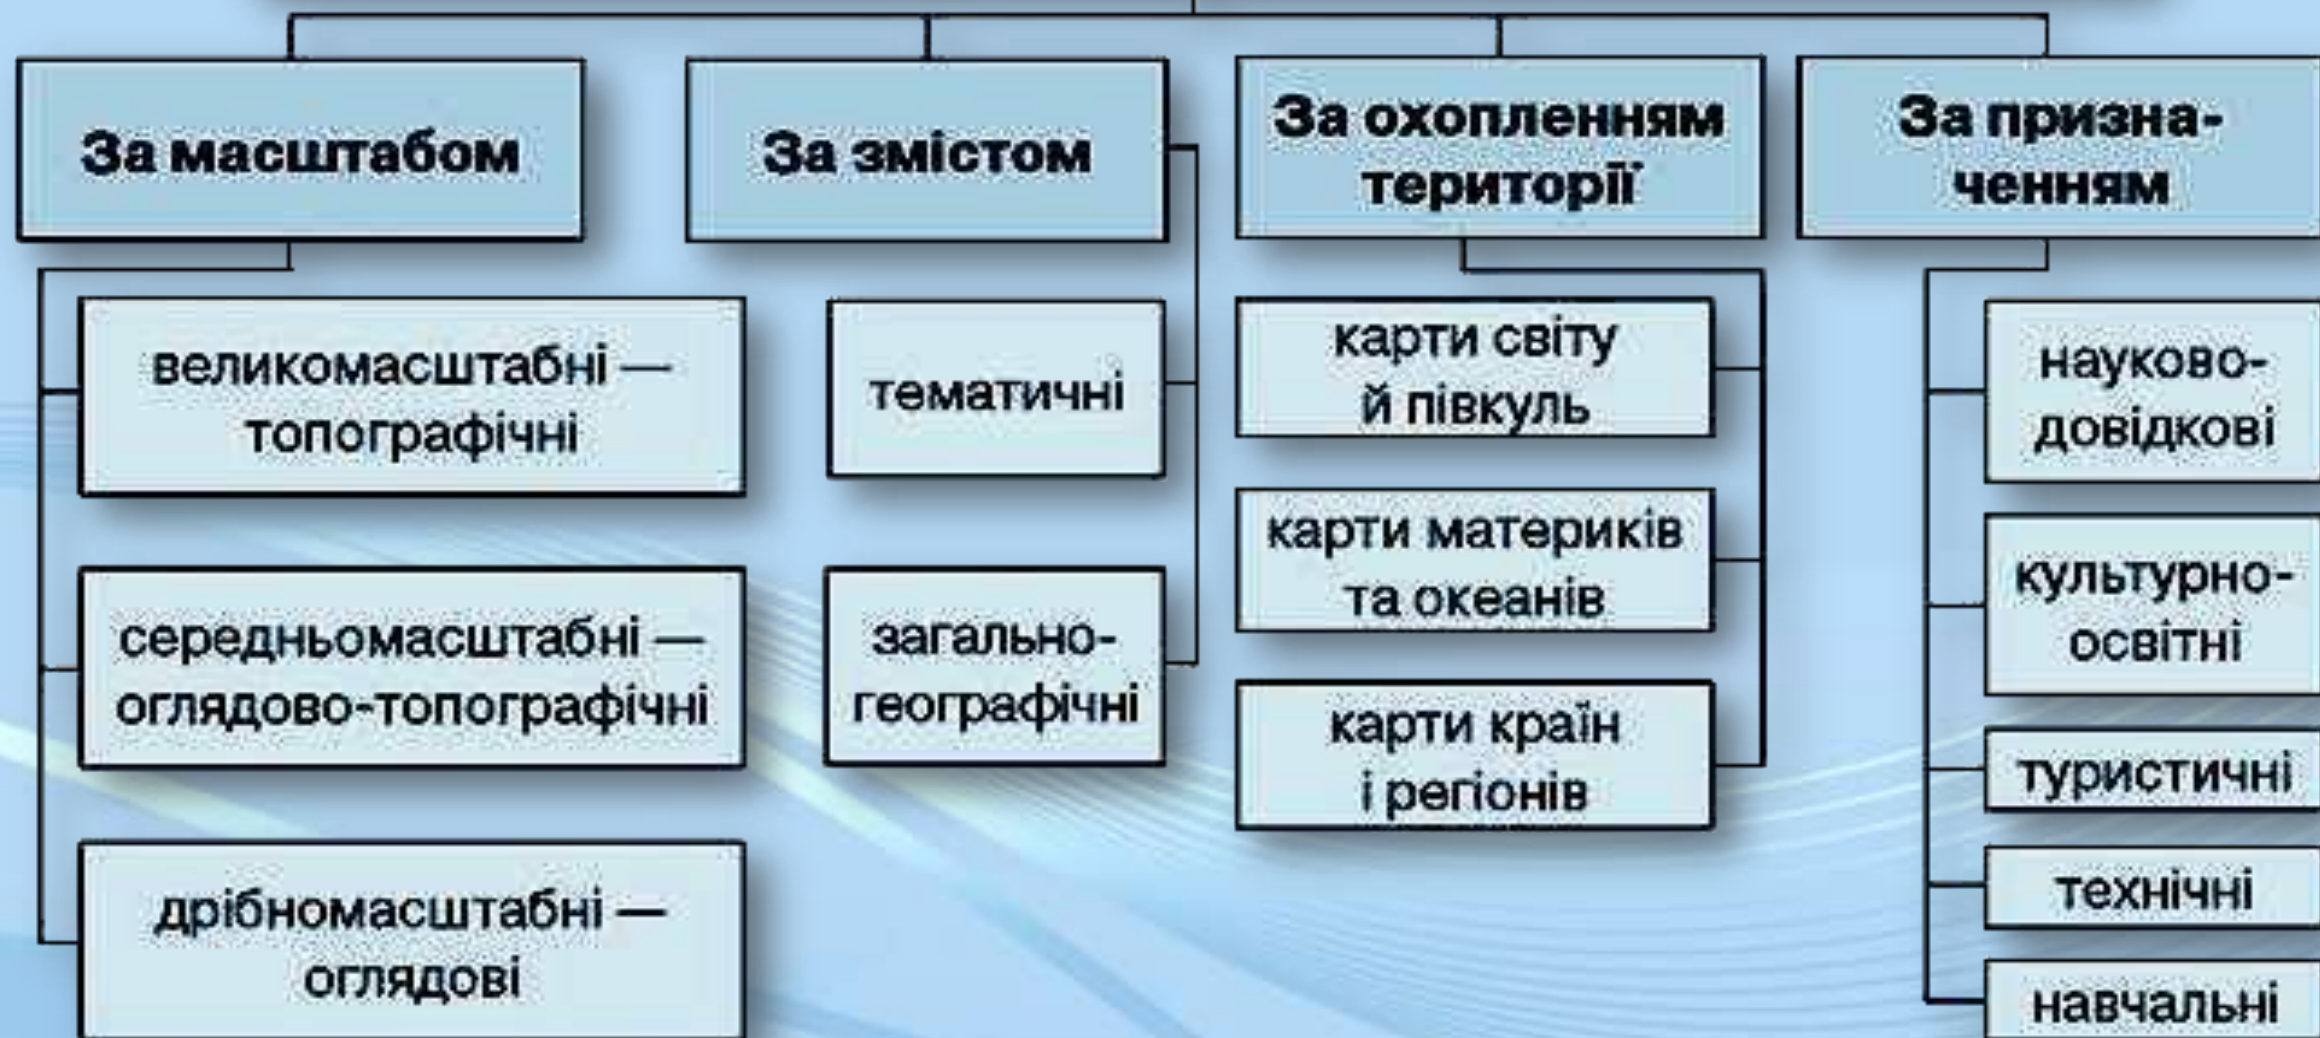 За масштабом
великомасштабні —
топографічні
середньомасштабні —
оглядово-топографічні
дрібномасштабні —
оглядові
За змістом
тематичні
загально-
географічні
За охопленням
території
карти світу
й півкуль
карти материків
та океанів
карти країн
і регіонів
За призна-
ченням
науково-
довідкові
культурно-
освітні
туристичні
технічні
навчальні